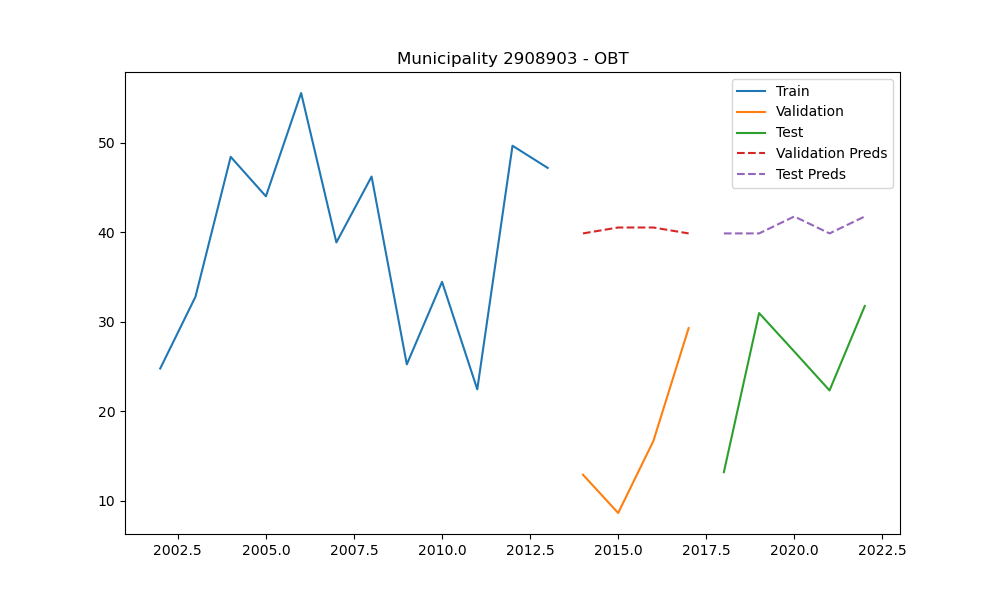 Municipality 2908903 - OBT
Train
Validation
Test
Validation Preds
Test Preds
50
40
30
20
10
2002.5 2005.0 2007.5 2010.0 2012.5 2015.0 2017.5 2020.0 2022.5